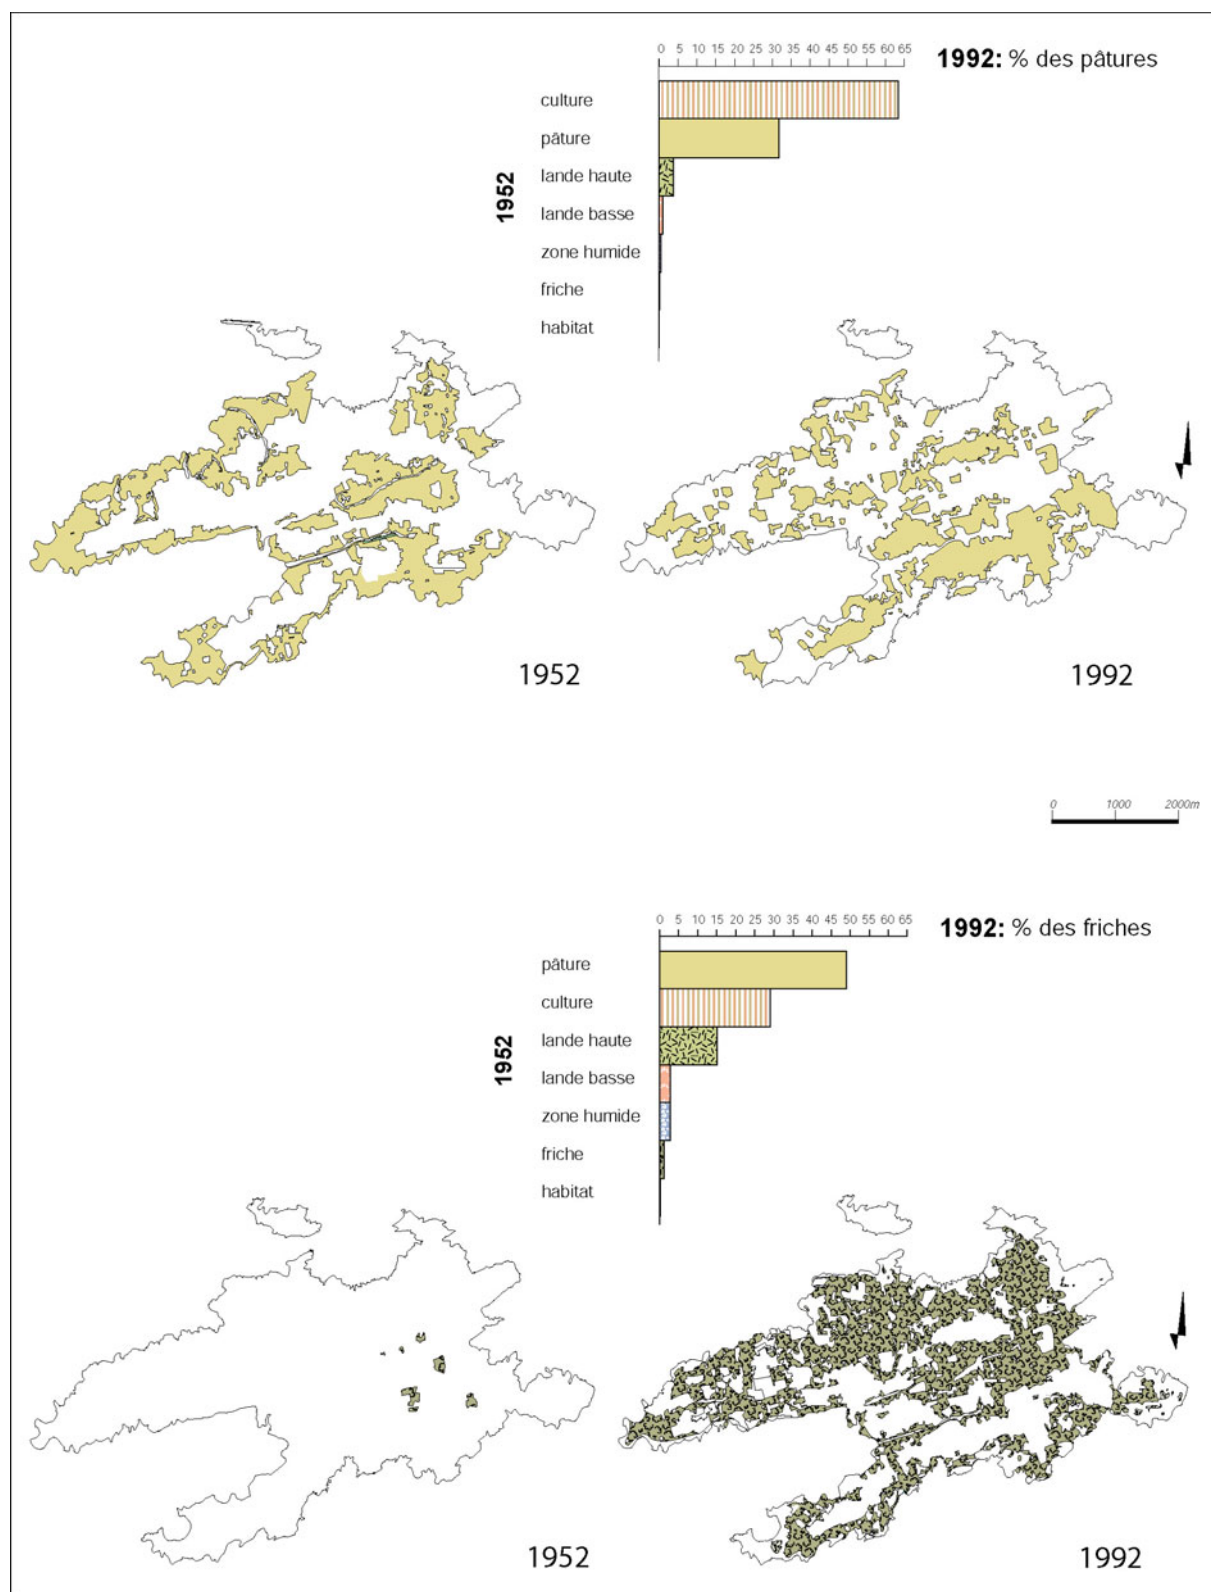 0 5 10 15 20 25 30 35 40 45 50 55 60 65
1992: % des pâtures
culture
pâture
lande haute
1952
lande basse
zone humide
friche
habitat
1952
1992
0 1000 2000m
0 5 10 15 20 25 30 35 40 45 50 55 60 65
1992: % des friches
pâture
culture
lande haute
1952
lande basse
zone humide
friche
habitat
1952
1992